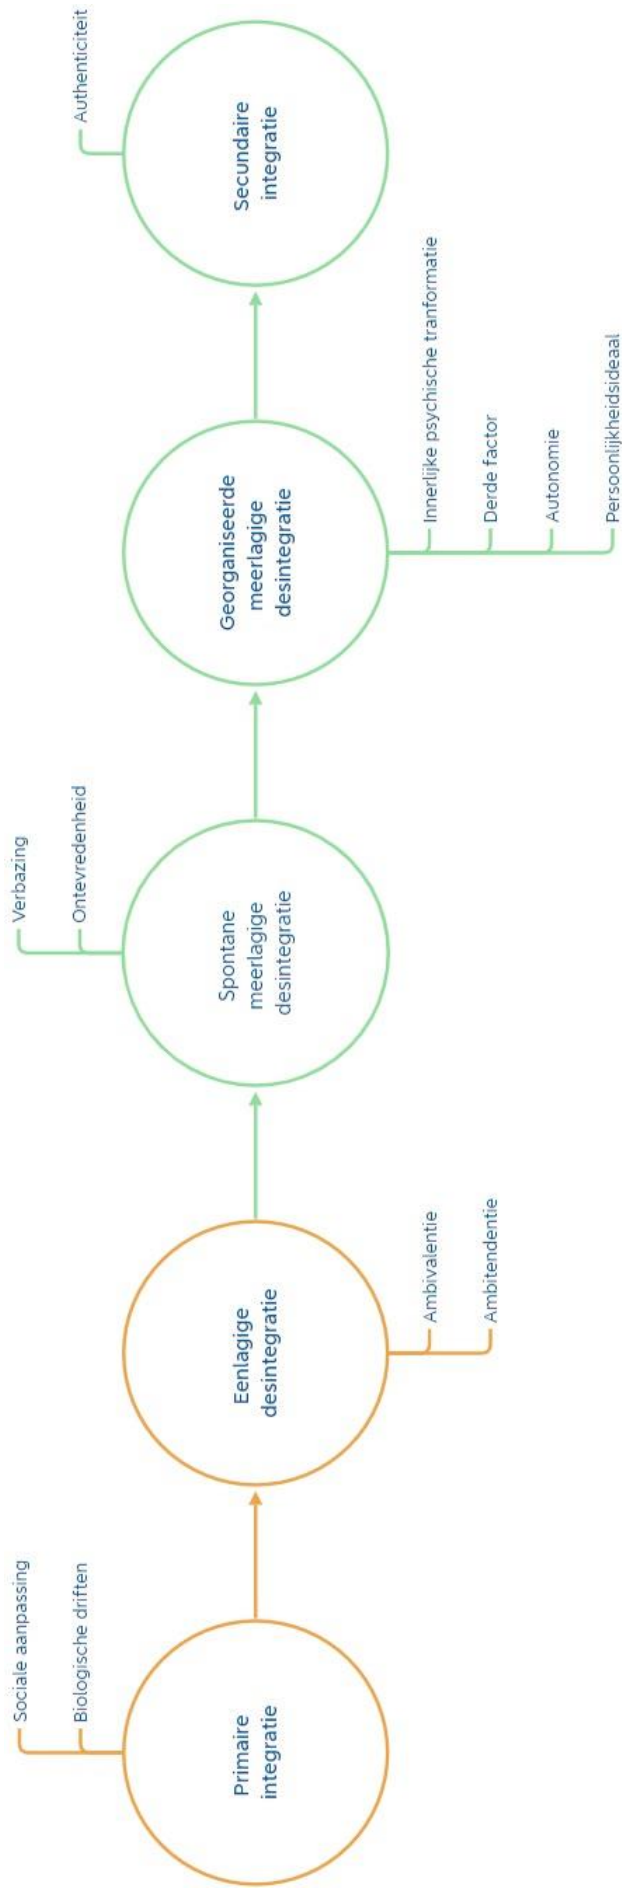 Sociale aanpassing
Biologische driften
Primaire
integratie
Eenlagige
desintegratie
Ambivalentie
Ambitendentie
Verbazing
Ontevredenheid
Spontane
meerlagige
desintegratie
Georganiseerde
meerlagige
desintegratie
Innerlijke psychische tranformatie
Derde factor
Autonomie
Persoonlijkheidsideaal
Authenticiteit
Secundaire
integratie